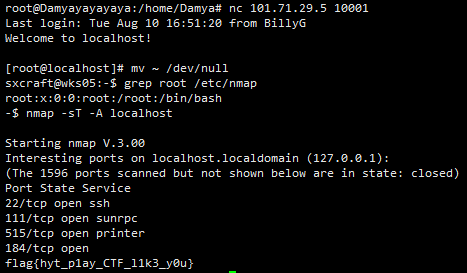 root@Damyayayayaya:/home/Damya# nc 101.71.29.5 10001
Last login: Tue Aug 10 16:51:20 from BillyG
Welcome to localhost!
[root@localhost]# mv ~ /dev/null
sxcraft@wks05:-$ grep root /etc/nmap
root:x:0:0:root:/root:/bin/bash
-$ nmap -sT -A localhost
Starting nmap V.3.00
Interesting ports on localhost.localdomain (127.0.0.1):
(The 1596 ports scanned but not shown below are in state: closed)
Port State Service
22/tcp open ssh
111/tcp open sunrpc
515/tcp open printer
184/tcp open
flag{hyt_p1ay_CTF_l1k3_y0u}